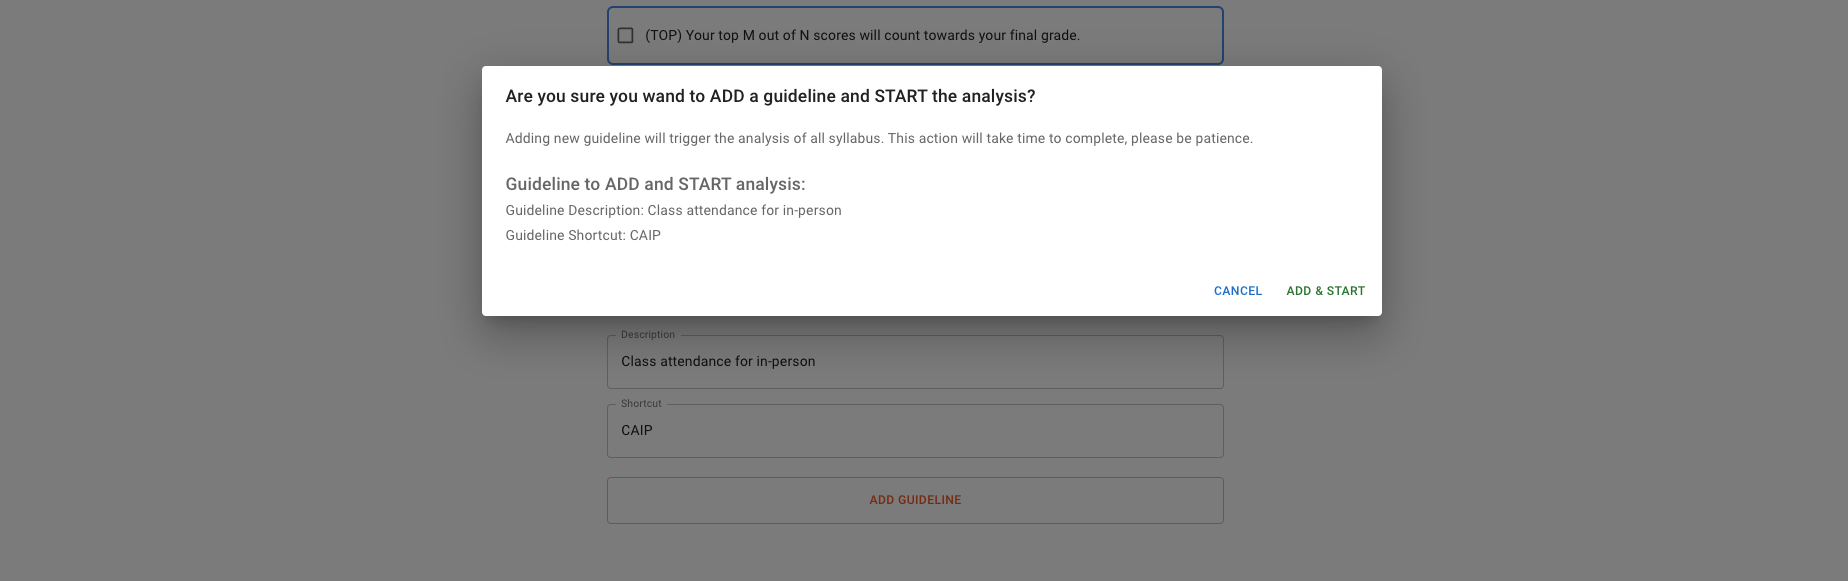 (TOP) Your top M out of N scores will count towards your final grade.
Are you sure you wand to ADD a guideline and START the analysis?
Adding new guideline will trigger the analysis of all syllabus. This action will take time to complete, please be patience.
Guideline to ADD and START analysis:
Guideline Description: Class attendance for in-person
Guideline Shortcut: CAIP
CANCEL ADD & START
Description
Class attendance for in-person
Shortcut
CAIP
ADD GUIDELINE